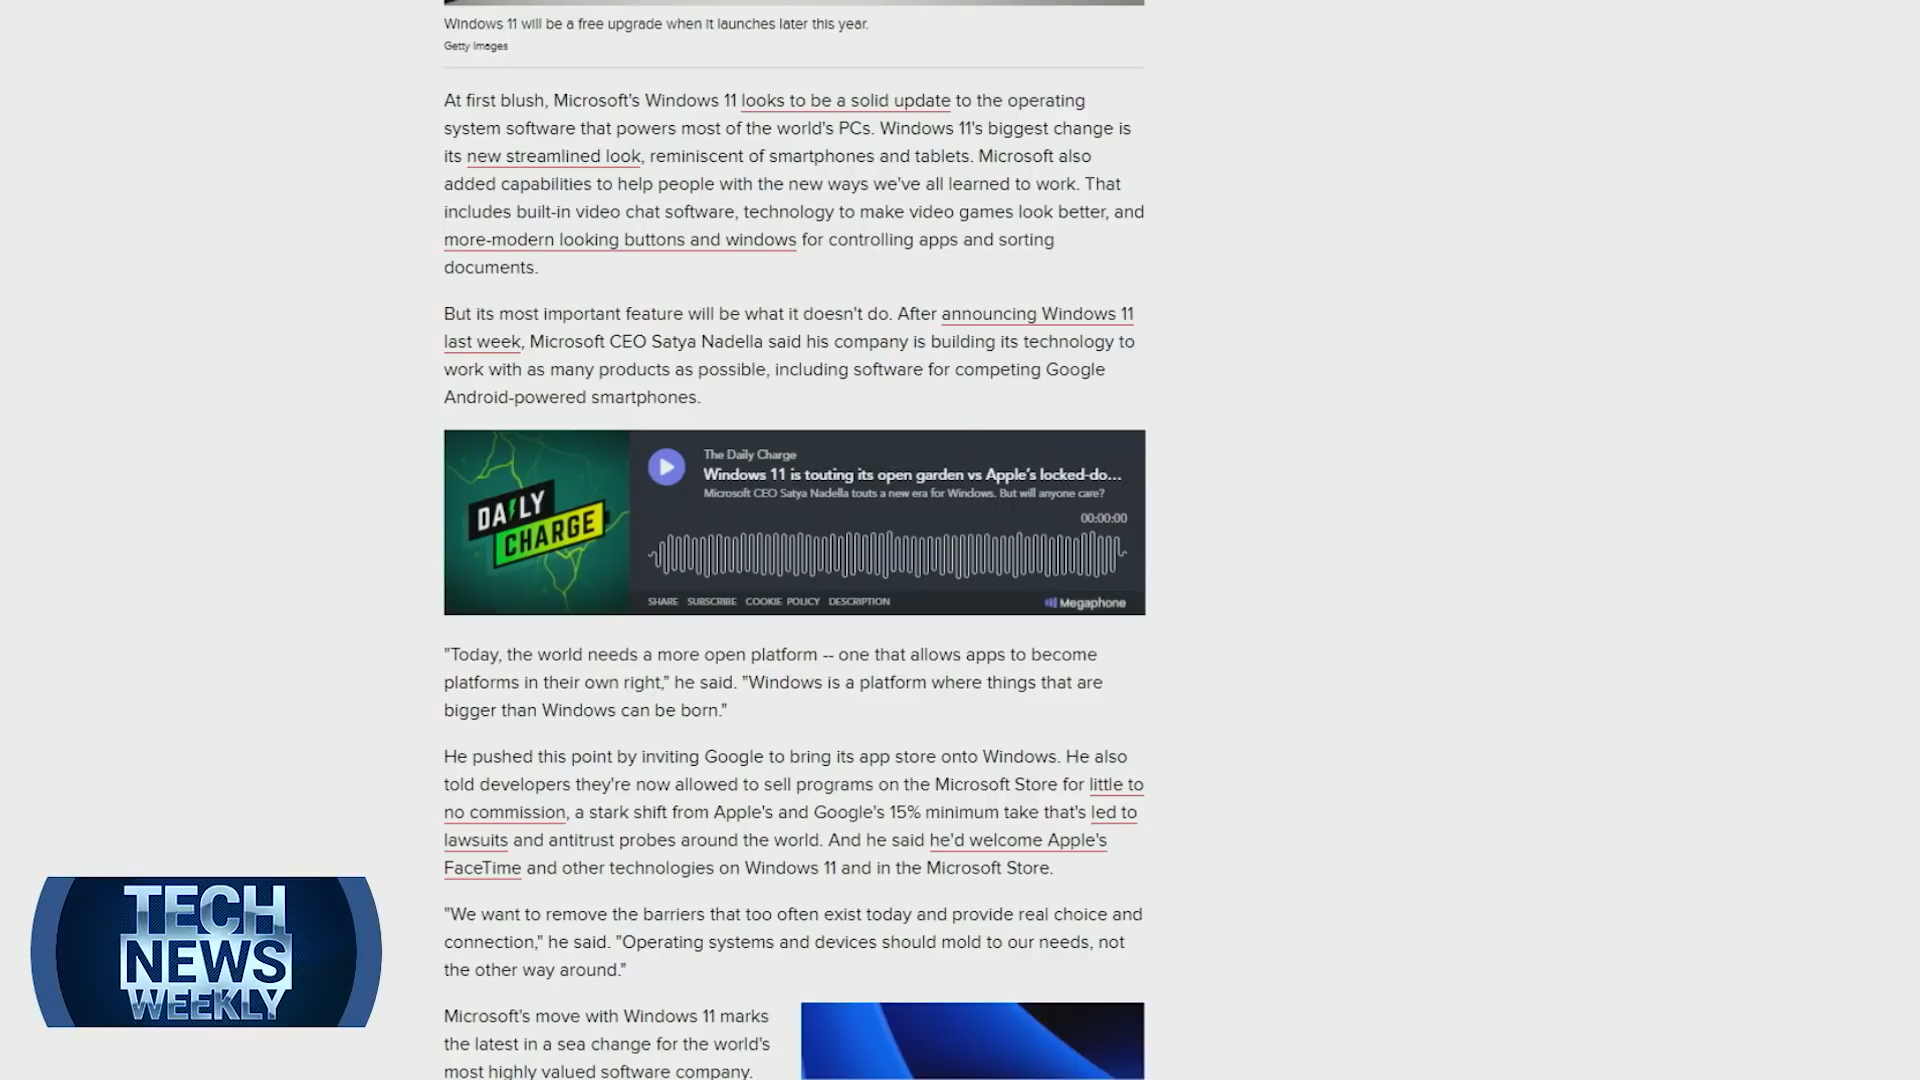 Windows 11 will be a free upgrade when it launches later this year.
Getty Images
At first blush, Microsoft's Windows 11 looks to be a solid update to the operating
system software that powers most of the world's PCs. Windows 11's biggest change is
its new streamlined look, reminiscent of smartphones and tablets. Microsoft also
added capabilities to help people with the new ways we've all learned to work. That
includes built-in video chat software, technology to make video games look better, and
more-modern looking buttons and windows for controlling apps and sorting
documents.
But its most important feature will be what it doesn't do. After announcing Windows 11
last week, Microsoft CEO Satya Nadella said his company is building its technology to
work with as many products as possible, including software for competing Google
Android-powered smartphones.
DAILY
CHARGE
The Daily Charge
Windows 11 is touting its open garden vs Apple's locked-do...
Microsoft CEO Satya Nadella touts a new era for Windows. But will anyone care?
00:00:00
SHARE SUBSCRIBE COOKIE POLICY DESCRIPTION
Megaphone
"Today, the world needs a more open platform -- one that allows apps to become
platforms in their own right," he said. "Windows is a platform where things that are
bigger than Windows can be born."
He pushed this point by inviting Google to bring its app store onto Windows. He also
told developers they're now allowed to sell programs on the Microsoft Store for little to
no commission, a stark shift from Apple's and Google's 15% minimum take that's led to
lawsuits and antitrust probes around the world. And he said he'd welcome Apple's
FaceTime and other technologies on Windows 11 and in the Microsoft Store.
"We want to remove the barriers that too often exist today and provide real choice and
connection," he said. "Operating systems and devices should mold to our needs, not
the other way around."
Microsoft's move with Windows 11 marks
the latest in a sea change for the world's
most highly valued software company.
TECH
NEWS
WEEKLY